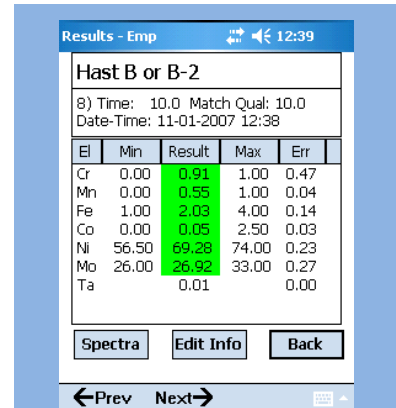 Results - Emp 12:39
Hast B or B-2
8) Time: 10.0 Match Qual: 10.0
Date-Time: 11-01-2007 12:38
El Min Result Max Err
Cr 0.00 0.91 1.00 0.47
Mn 0.00 0.55 1.00 0.04
Fe 1.00 2.03 4.00 0.14
Co 0.00 0.05 2.50 0.03
Ni 56.50 69.28 74.00 0.23
Mo 26.00 26.92 33.00 0.27
Ta 0.01 0.00
Spectra Edit Info Back
←Prev Next→